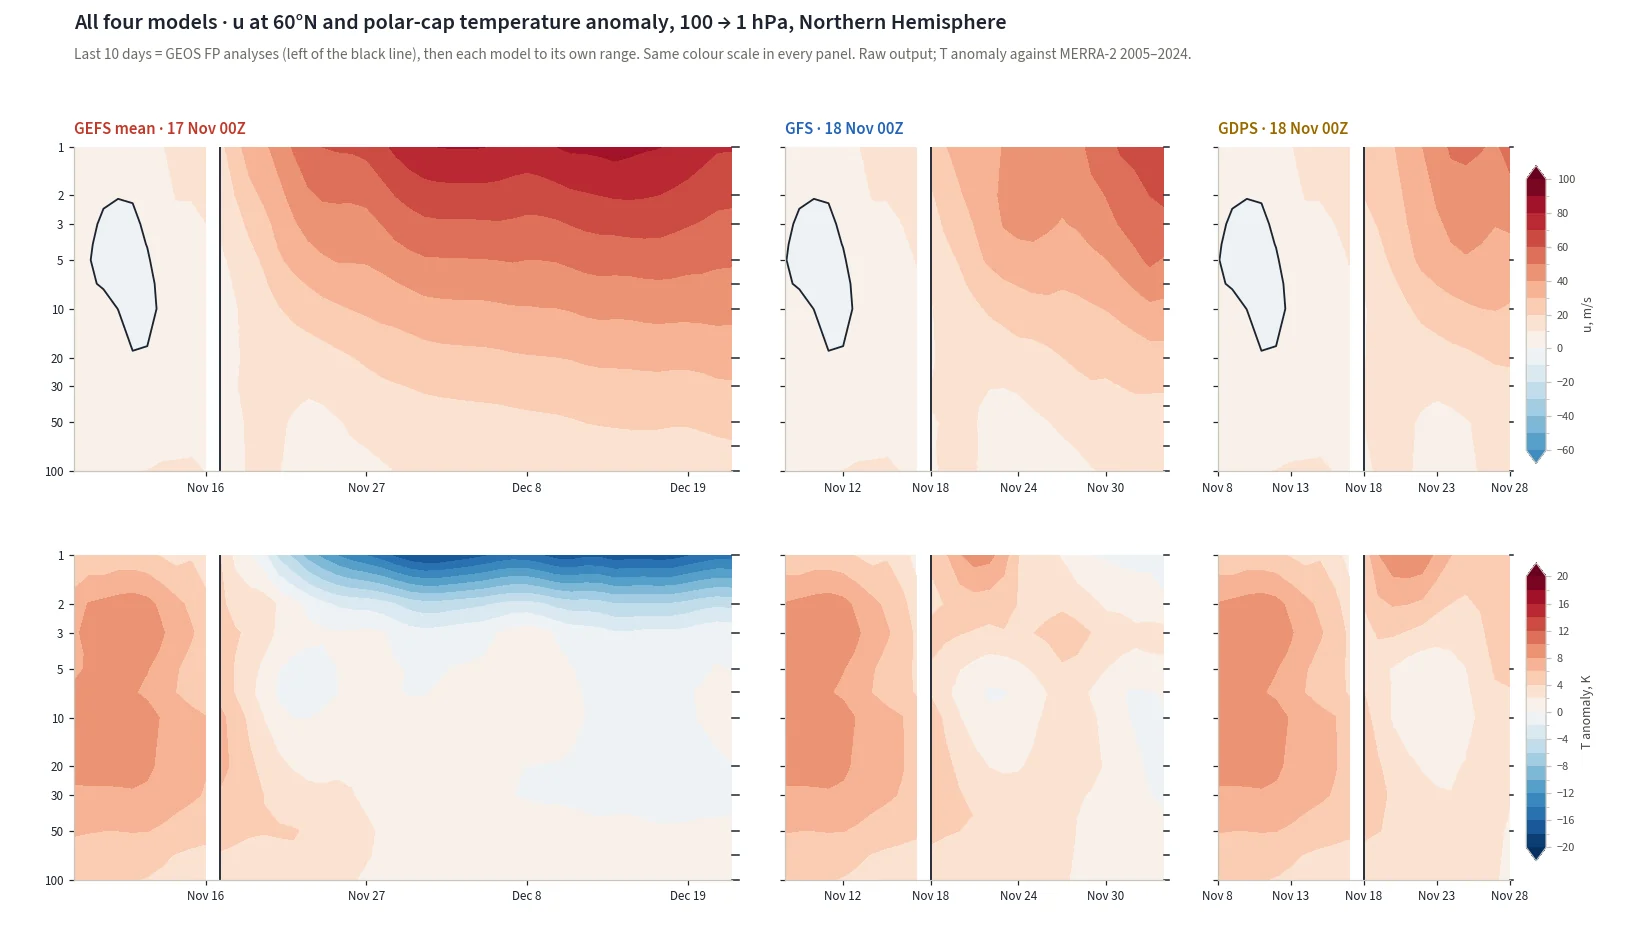 All four models · u at 60°N and polar-cap temperature anomaly, 100 → 1 hPa, Northern Hemisphere
Last 10 days = GEOS FP analyses (left of the black line), then each model to its own range. Same colour scale in every panel. Raw output; T anomaly against MERRA-2 2005–2024.
GEFS mean · 17 Nov 00Z
1
2
3
5
10
20
30
50
100
Nov 16
Nov 27
Dec 8
Dec 19
GFS · 18 Nov 00Z
Nov 12
Nov 18
Nov 24
Nov 30
GDPS · 18 Nov 00Z
Nov 8
Nov 13
Nov 18
Nov 23
Nov 28
100
80
60
40
20
0
−20
−40
−60
u, m/s
1
2
3
5
10
20
30
50
100
Nov 16
Nov 27
Dec 8
Dec 19
Nov 12
Nov 18
Nov 24
Nov 30
Nov 8
Nov 13
Nov 18
Nov 23
Nov 28
20
16
12
8
4
0
−4
−8
−12
−16
−20
T anomaly, K